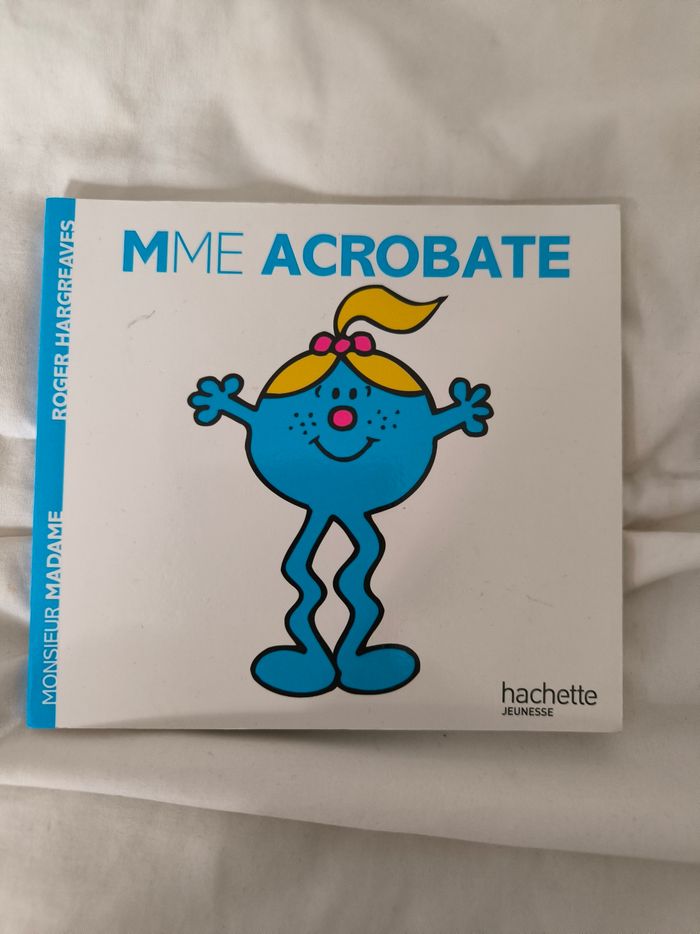 MME ACROBATE
ROGER HARGREAVES
MONSIEUR MADAME
hachette
JEUNESSE